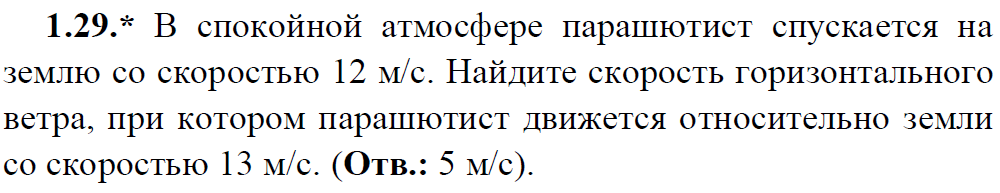 1.29.* В спокойной атмосфере парашютист спускается на
землю со скоростью 12 м/с. Найдите скорость горизонтального
ветра, при котором парашютист движется относительно земли
со скоростью 13 м/с. (Отв.: 5 м/с).